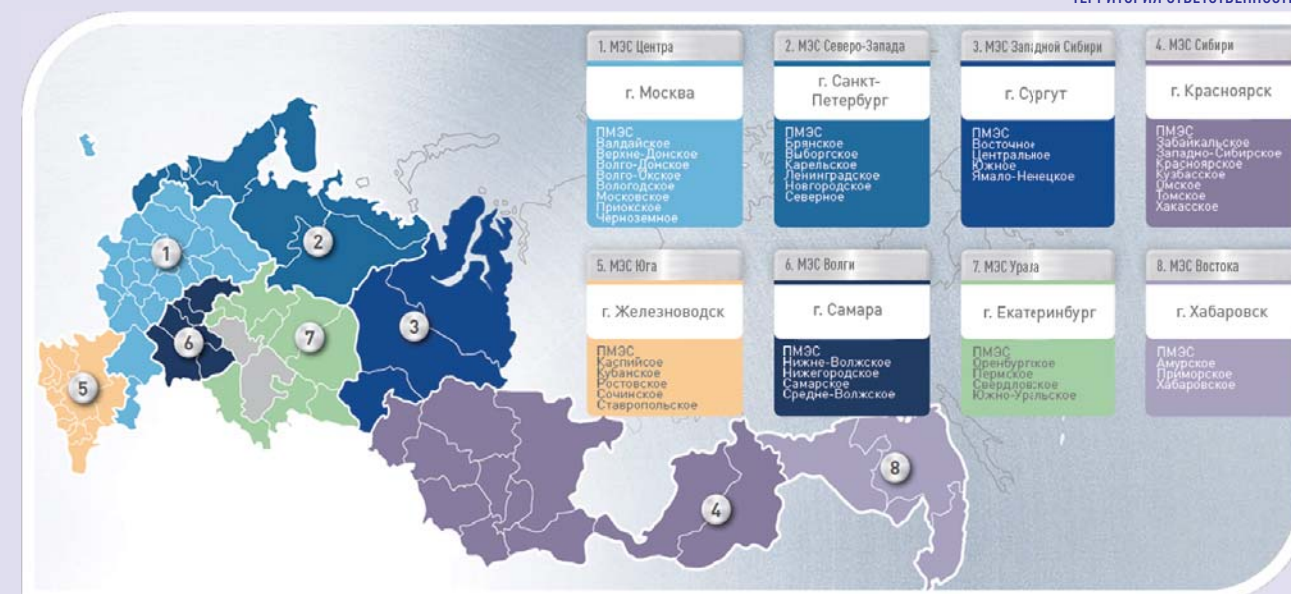 ТЕРРИТОРИЯ ОТВЕТСТВЕННОСТИ
1. МЭС Центра
г. Москва
ПМЭС
Валдайское
Верхне-Донское
Волго-Донское
Волго-Окское
Вологодское
Московское
Приокское
Черноземное
2. МЭС Северо-Запада
г. Санкт-
Петербург
ПМЭС
Брянское
Выборгское
Карельское
Ленинградское
Новгородское
Северное
3. МЭС Западной Сибири
г. Сургут
ПМЭС
Восточное
Центральное
Южное
Ямало-Ненецкое
4. МЭС Сибири
г. Красноярск
ПМЭС
Забайкальское
Западно-Сибирское
Красноярское
Кузбасское
Омское
Томское
Хакасское
5. МЭС Юга
г. Железноводск
ПМЭС
Каспийсое
Кубанское
Ростовское
Сочинское
Ставропольское
6. МЭС Волги
г. Самара
ПМЭС
Нижне-Волжское
Нижегородское
Самарское
Средне-Волжское
7. МЭС Урала
г. Екатеринбург
ПМЭС
Оренбургское
Пермское
Свердловское
Южно-Уральское
8. МЭС Востока
г. Хабаровск
ПМЭС
Амурское
Приморское
Хабаровское
1
2
3
4
5
6
7
8